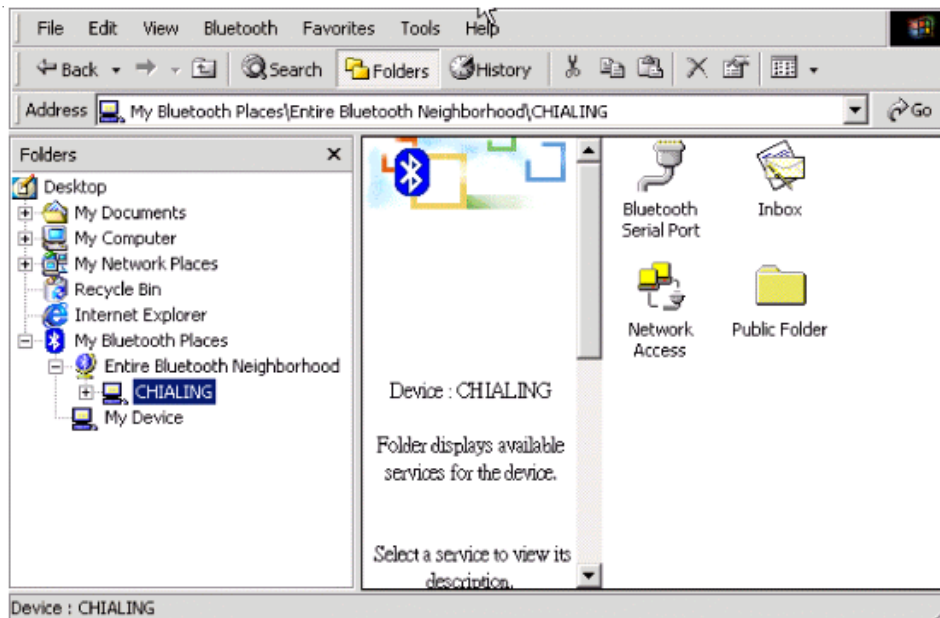 File Edit View Bluetooth Favorites Tools Help
Back Search Folders History
Address My Bluetooth Places\Entire Bluetooth Neighborhood\CHIALING Go
Folders
Desktop
My Documents
My Computer
My Network Places
Recycle Bin
Internet Explorer
My Bluetooth Places
Entire Bluetooth Neighborhood
CHIALING
My Device
Device : CHIALING
Folder displays available
services for the device.
Select a service to view its
description.
Bluetooth
Serial Port
Inbox
Network
Access
Public Folder
Device : CHIALING